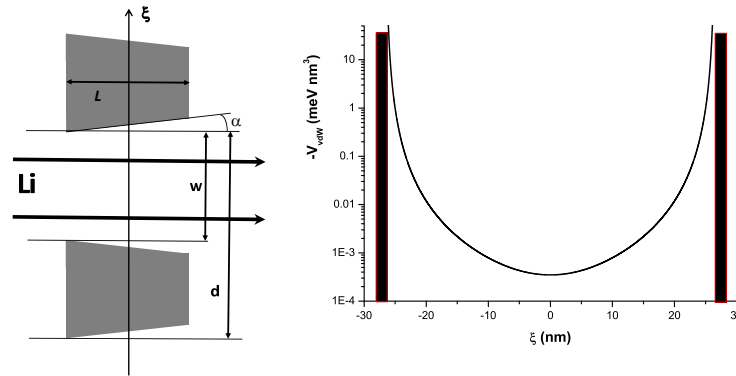 ξ
L
α
w
Li
d
-V_vdW (meV nm³)
10
1
0.1
0.01
1E-3
1E-4
-30
-20
-10
0
10
20
3
ξ (nm)